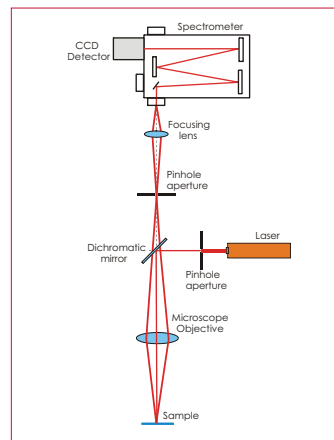 Spectrometer
CCD
Detector
Focusing
lens
Pinhole
aperture
Laser
Dichromatic
mirror
Pinhole
aperture
Microscope
Objective
Sample